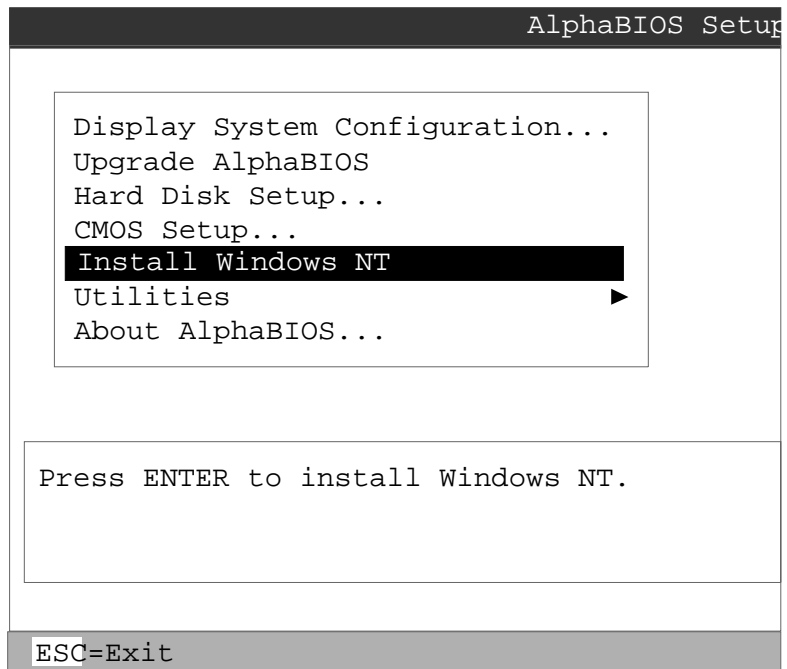 AlphaBIOS Setup
Display System Configuration...
Upgrade AlphaBIOS
Hard Disk Setup...
CMOS Setup...
Install Windows NT
Utilities
About AlphaBIOS...
Press ENTER to install Windows NT.
ESC=Exit